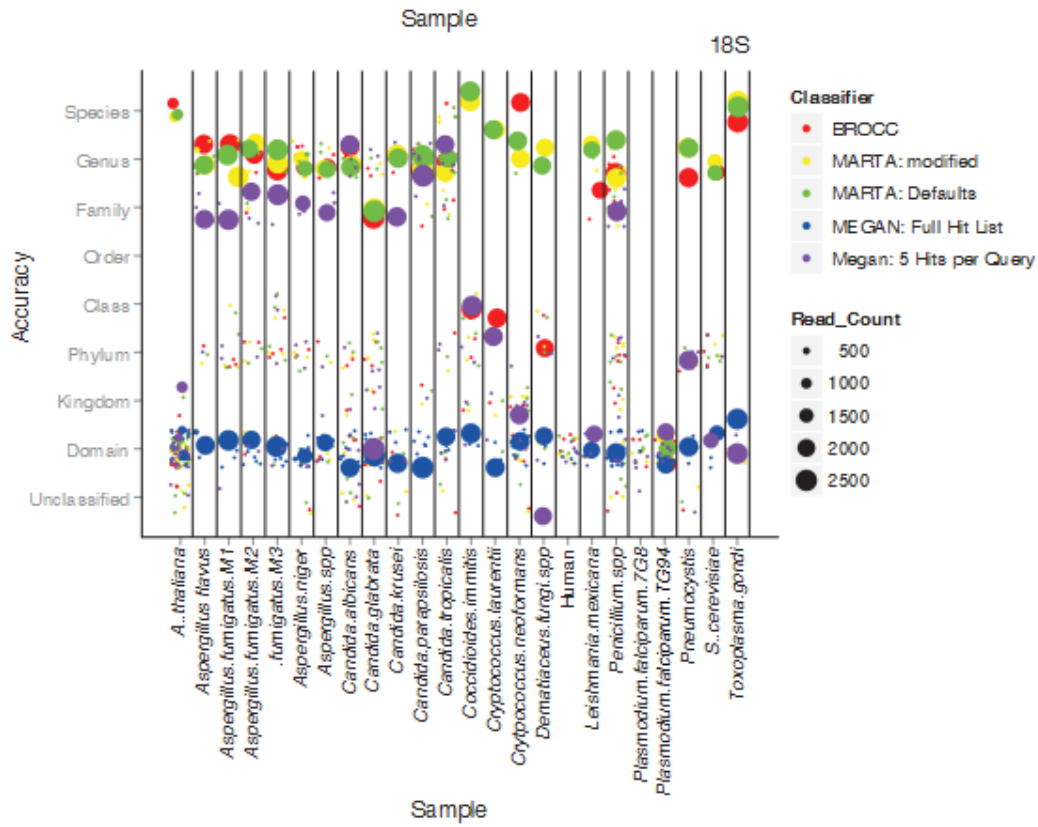 Sample
18S
Accuracy
Species
Genus
Family
Order
Class
Phylum
Kingdom
Domain
Unclassified
A..thaliana
Aspergillus flavus
Aspergillus.fumigatus.M1
Aspergillus.fumigatus.M2
.fumigatus.M3
Aspergillus.niger
Aspergillus.spp
Candida.albicans
Candida.glabrata
Candida.krusei
Candida.parapsilosis
Candida.tropicalis
Coccidioides.immitis
Cryptococcus.laurentii
Crytpococcus.neoformans
Dematiaceus.fungi.spp
Human
Leishmania.mexicana
Penicillium.spp
Plasmodium.falciparum.7G8
Plasmodium.falciparum.TG94
Pneumocystis
S..cerevisiae
Toxoplasma.gondi
Sample
Classifier
BROCC
MARTA: modified
MARTA: Defaults
MEGAN: Full Hit List
Megan: 5 Hits per Query
Read_Count
500
1000
1500
2000
2500